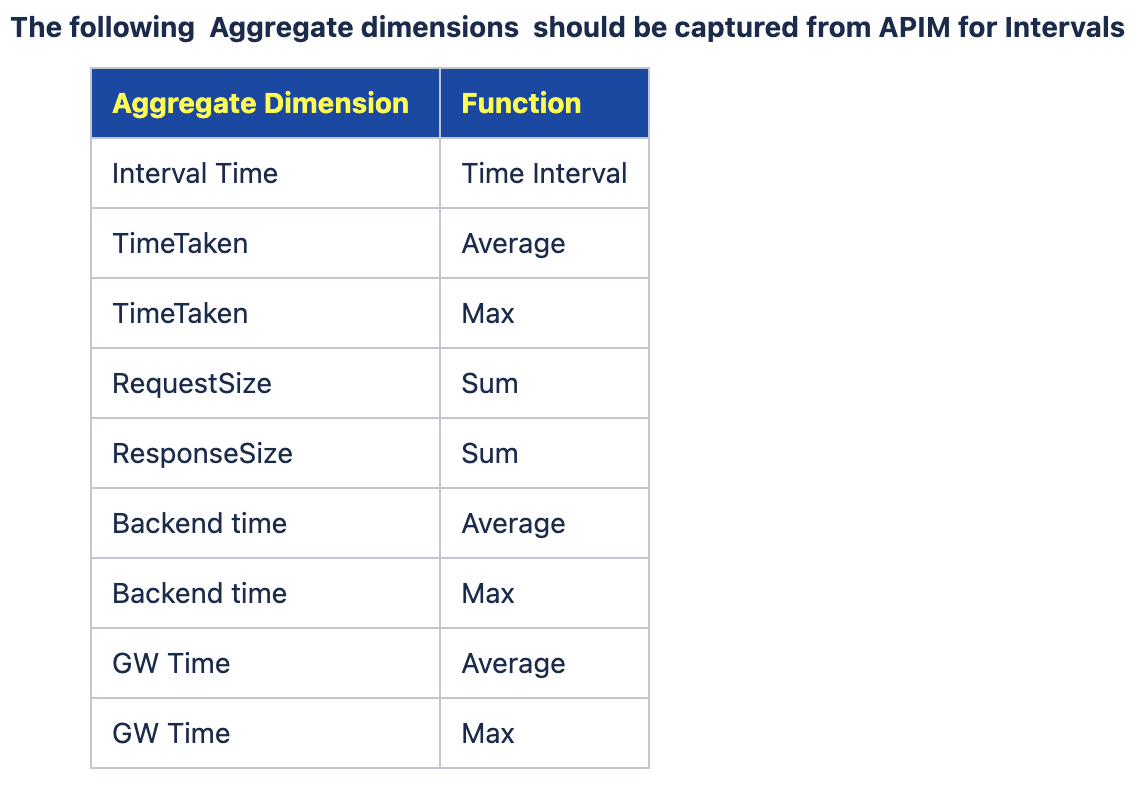 The following  Aggregate dimensions  should be captured from APIM for Intervals
Aggregate Dimension Function
Interval Time Time Interval
TimeTaken Average
TimeTaken Max
RequestSize Sum
ResponseSize Sum
Backend time Average
Backend time Max
GW Time Average
GW Time Max